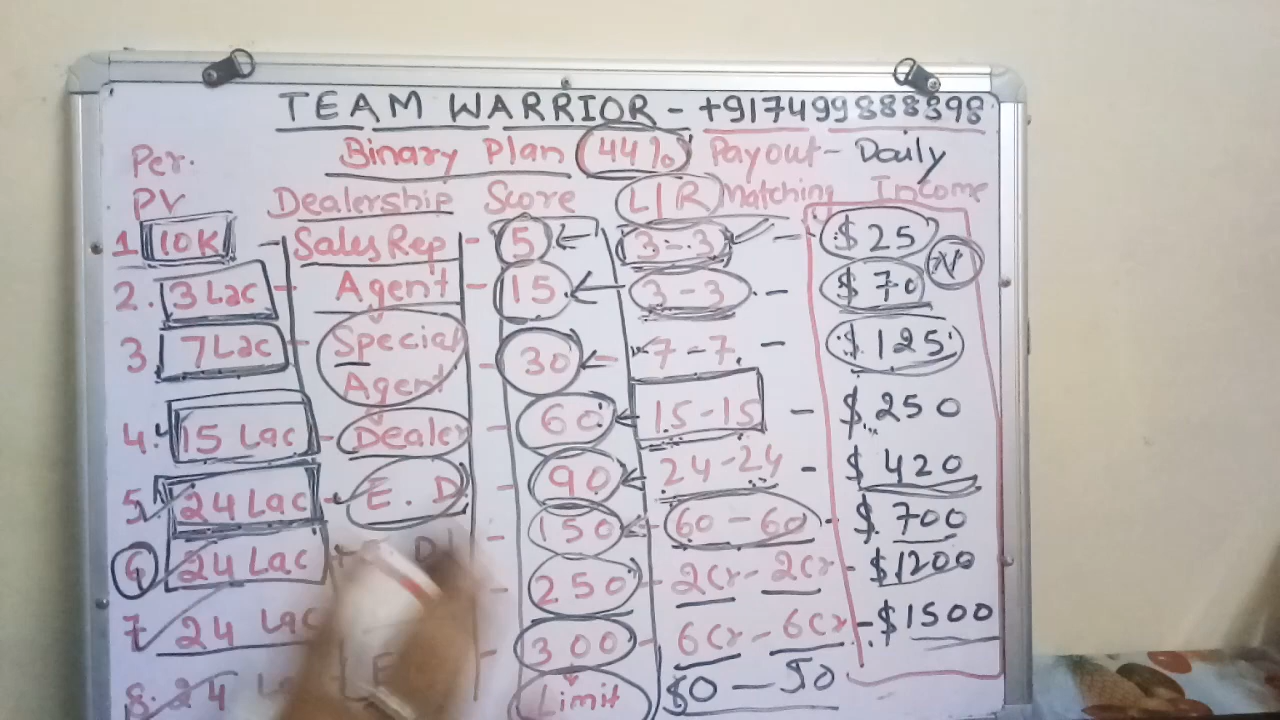 TEAM WARRIOR - +917499888898
Per. Binary Plan 44% Payout - Daily
PV Dealership Score L|R Matching Income
1. 10K - Sales Rep - 5 ← 3-3 - $25
N
2. 3 Lac - Agent - 15 ← 3-3 - $70
3. 7 Lac - Special Agent - 30 ← 7-7 - $125
4. 15 Lac - Dealer - 60 ← 15-15 - $250
5. 24 Lac - E.D - 90 ← 24-24 - $420
6 24 Lac - 150 ← 60-60 - $700
7 24 Lac - 250 - 2Cr-2Cr - $1200
8. 24 - 300 - 6Cr-6Cr - $1500
Limit 50-50